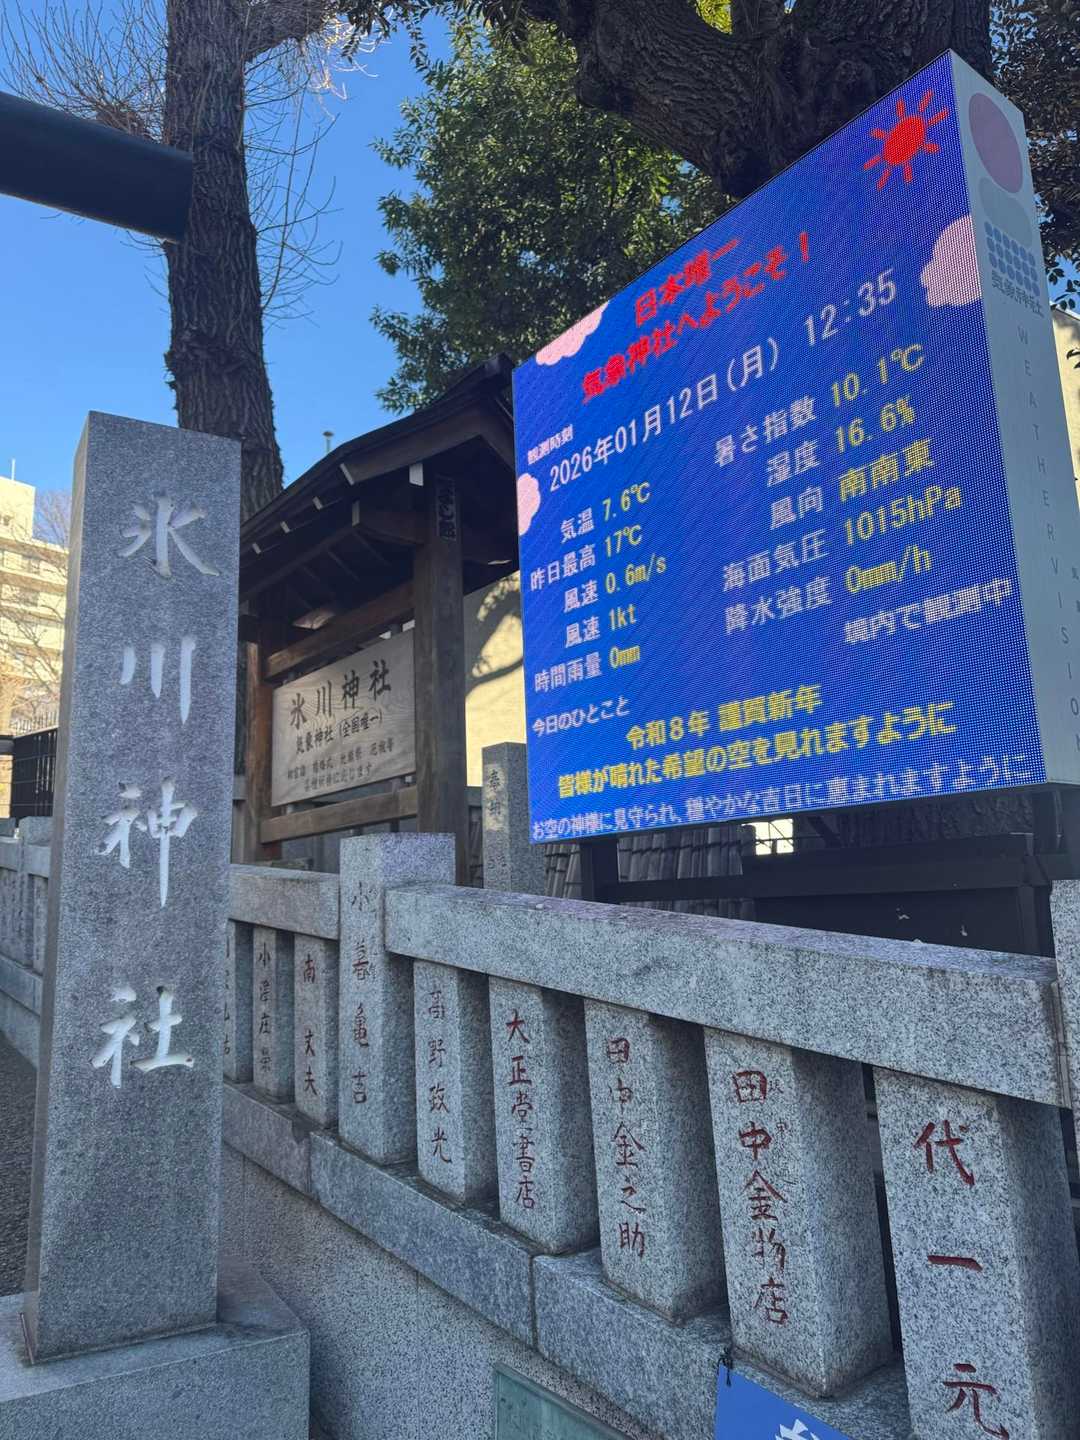 氷川神社
氷川神社
気象神社(全国唯一)
日本唯一
気象神社へようこそ!
観測時刻
2026年01月12日(月) 12:35
気温 7.6℃ 暑さ指数 10.1℃
昨日最高 17℃ 湿度 16.6%
風速 0.6m/s 風向 南南東
風速 1kt 海面気圧 1015hPa
時間雨量 0mm 降水強度 0mm/h
境内で観測中
今日のひとこと
令和8年 謹賀新年
皆様が晴れた希望の空を見れますように
お空の神様に見守られ、穏やかな吉日に恵まれますように
気象神社
WEATHERVISION
小暮亀吉
高野政光
大正堂書店
田中金之助
田中金物店
代一元